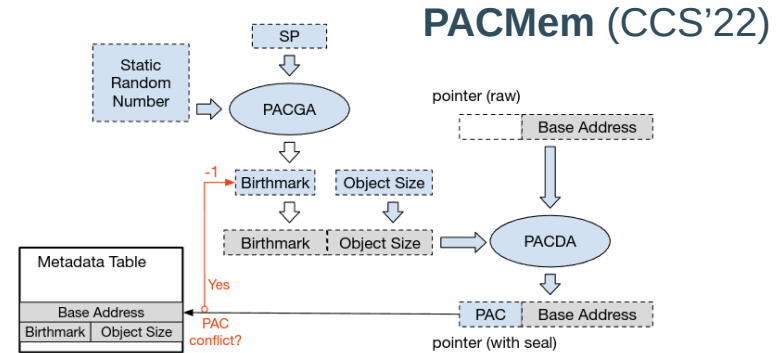 PACMem (CCS’22)
SP
Static
Random
Number
PACGA
pointer (raw)
Base Address
-1
Birthmark
Object Size
Birthmark
Object Size
PACDA
Metadata Table
Yes
Base Address
Birthmark
Object Size
PAC
conflict?
PAC
Base Address
pointer (with seal)